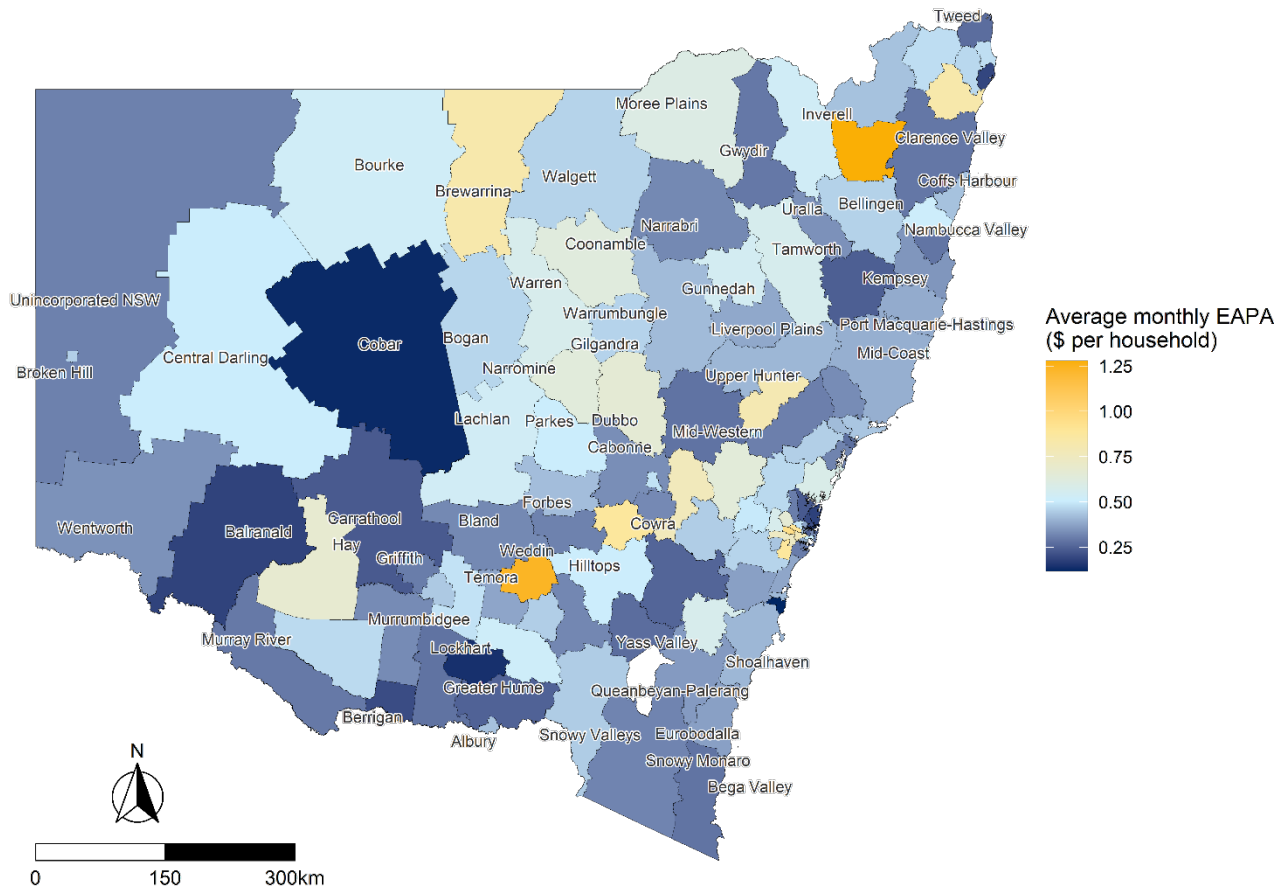 Tweed
Moree Plains
Inverell
Clarence Valley
Gwydir
Bourke
Walgett
Coffs Harbour
Brewarrina
Bellingen
Uralla
Narrabri
Nambucca Valley
Coonamble
Tamworth
Kempsey
Warren
Gunnedah
Unincorporated NSW
Warrumbungle
Liverpool Plains
Port Macquarie-Hastings
Bogan
Cobar
Gilgandra
Mid-Coast
Central Darling
Narromine
Broken Hill
Upper Hunter
Lachlan
Parkes
Dubbo
Mid-Western
Cabonne
Forbes
Carrathool
Bland
Cowra
Wentworth
Balranald
Hay
Weddin
Griffith
Hilltops
Temora
Murrumbidgee
Murray River
Yass Valley
Lockhart
Shoalhaven
Greater Hume
Queanbeyan-Palerang
Berrigan
Eurobodalla
Snowy Valleys
Albury
Snowy Monaro
Bega Valley
Average monthly EAPA
($ per household)
1.25
1.00
0.75
0.50
0.25
N
0
150
300km